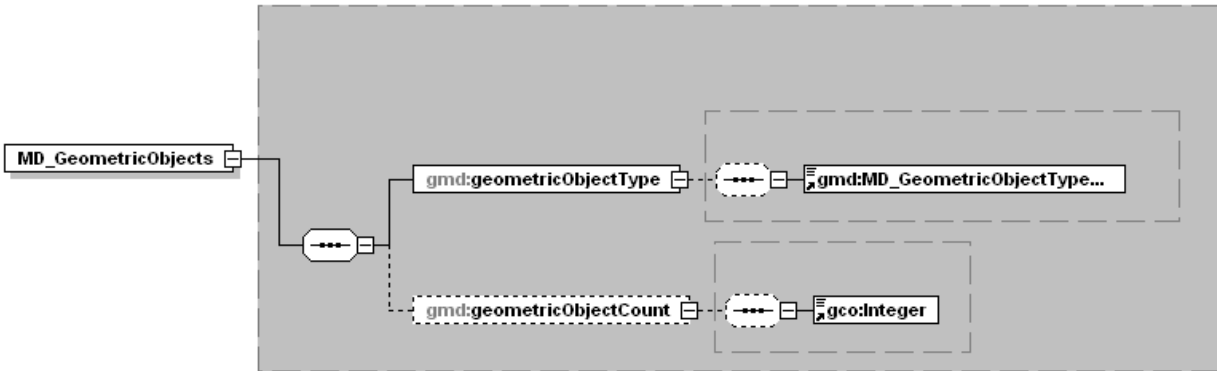 MD_GeometricObjects
gmd:geometricObjectType
gmd:MD_GeometricObjectType...
gmd:geometricObjectCount
gco:Integer